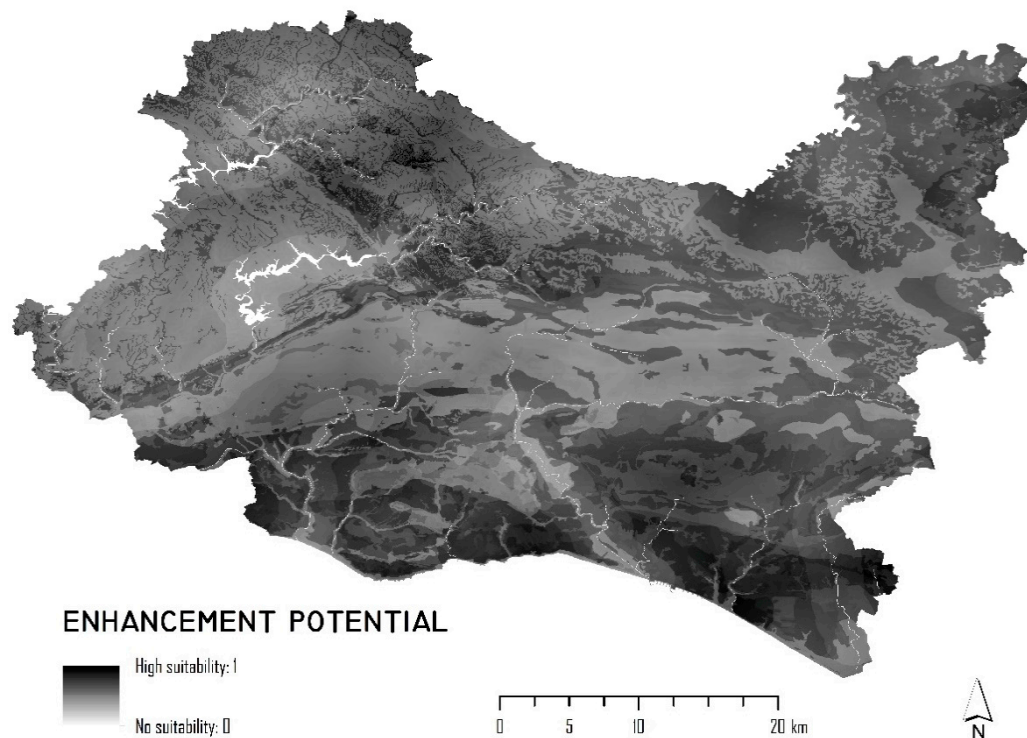 ENHANCEMENT POTENTIAL
High suitability: 1
No suitability: 0
0 5 10 20 km
N